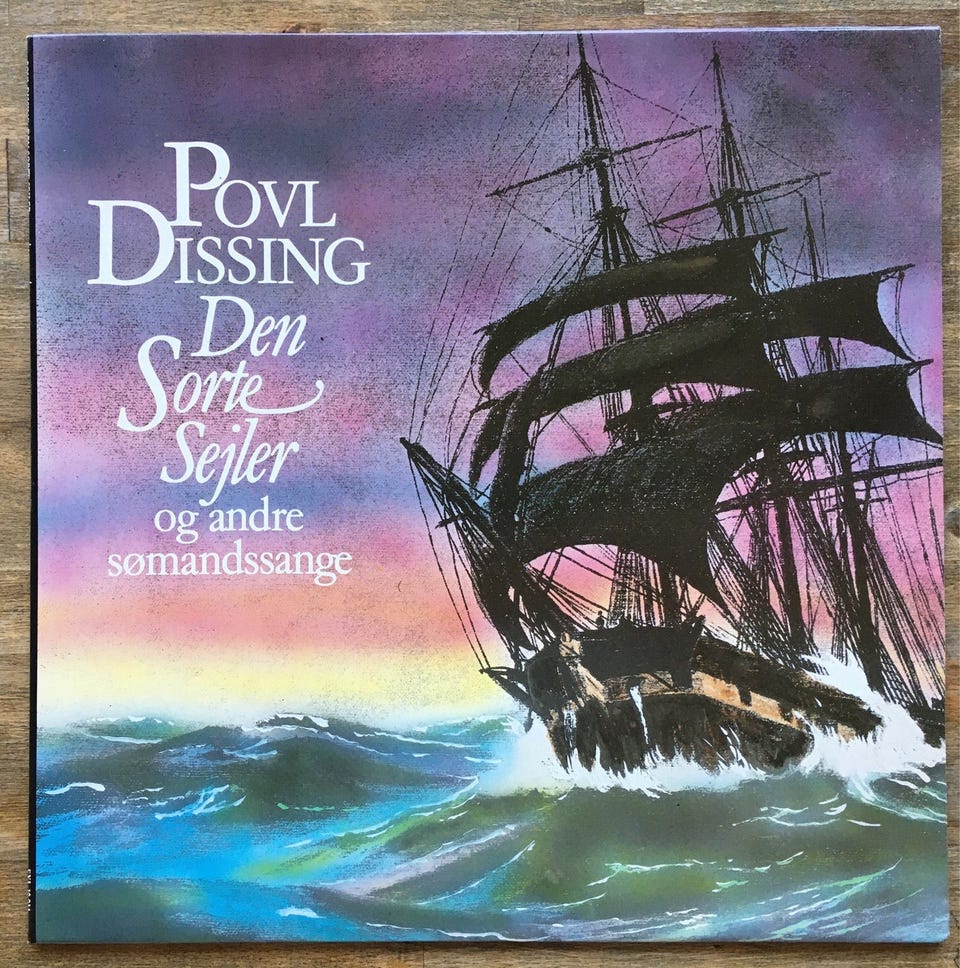 POVL
DISSING
Den
Sorte
Sejler
og andre
sømandssange